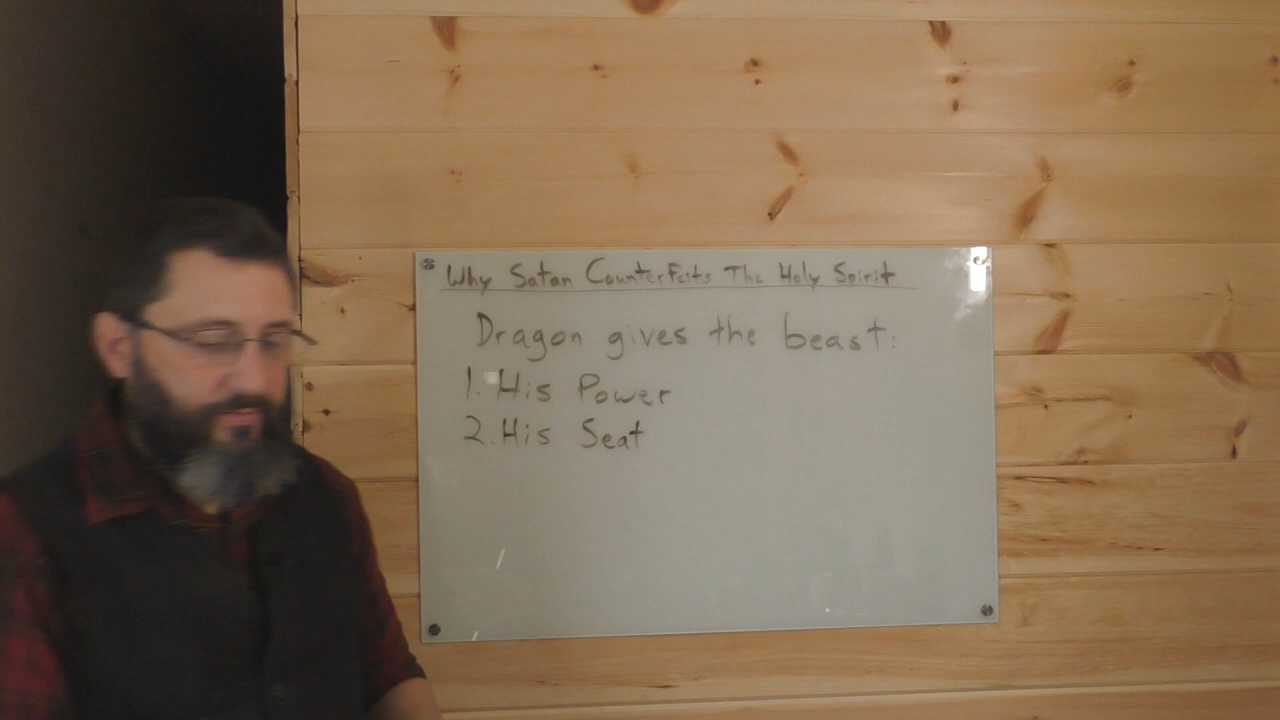 Why Satan Counterfeits The Holy Spirit
Dragon gives the beast:
1. His Power
2. His Seat